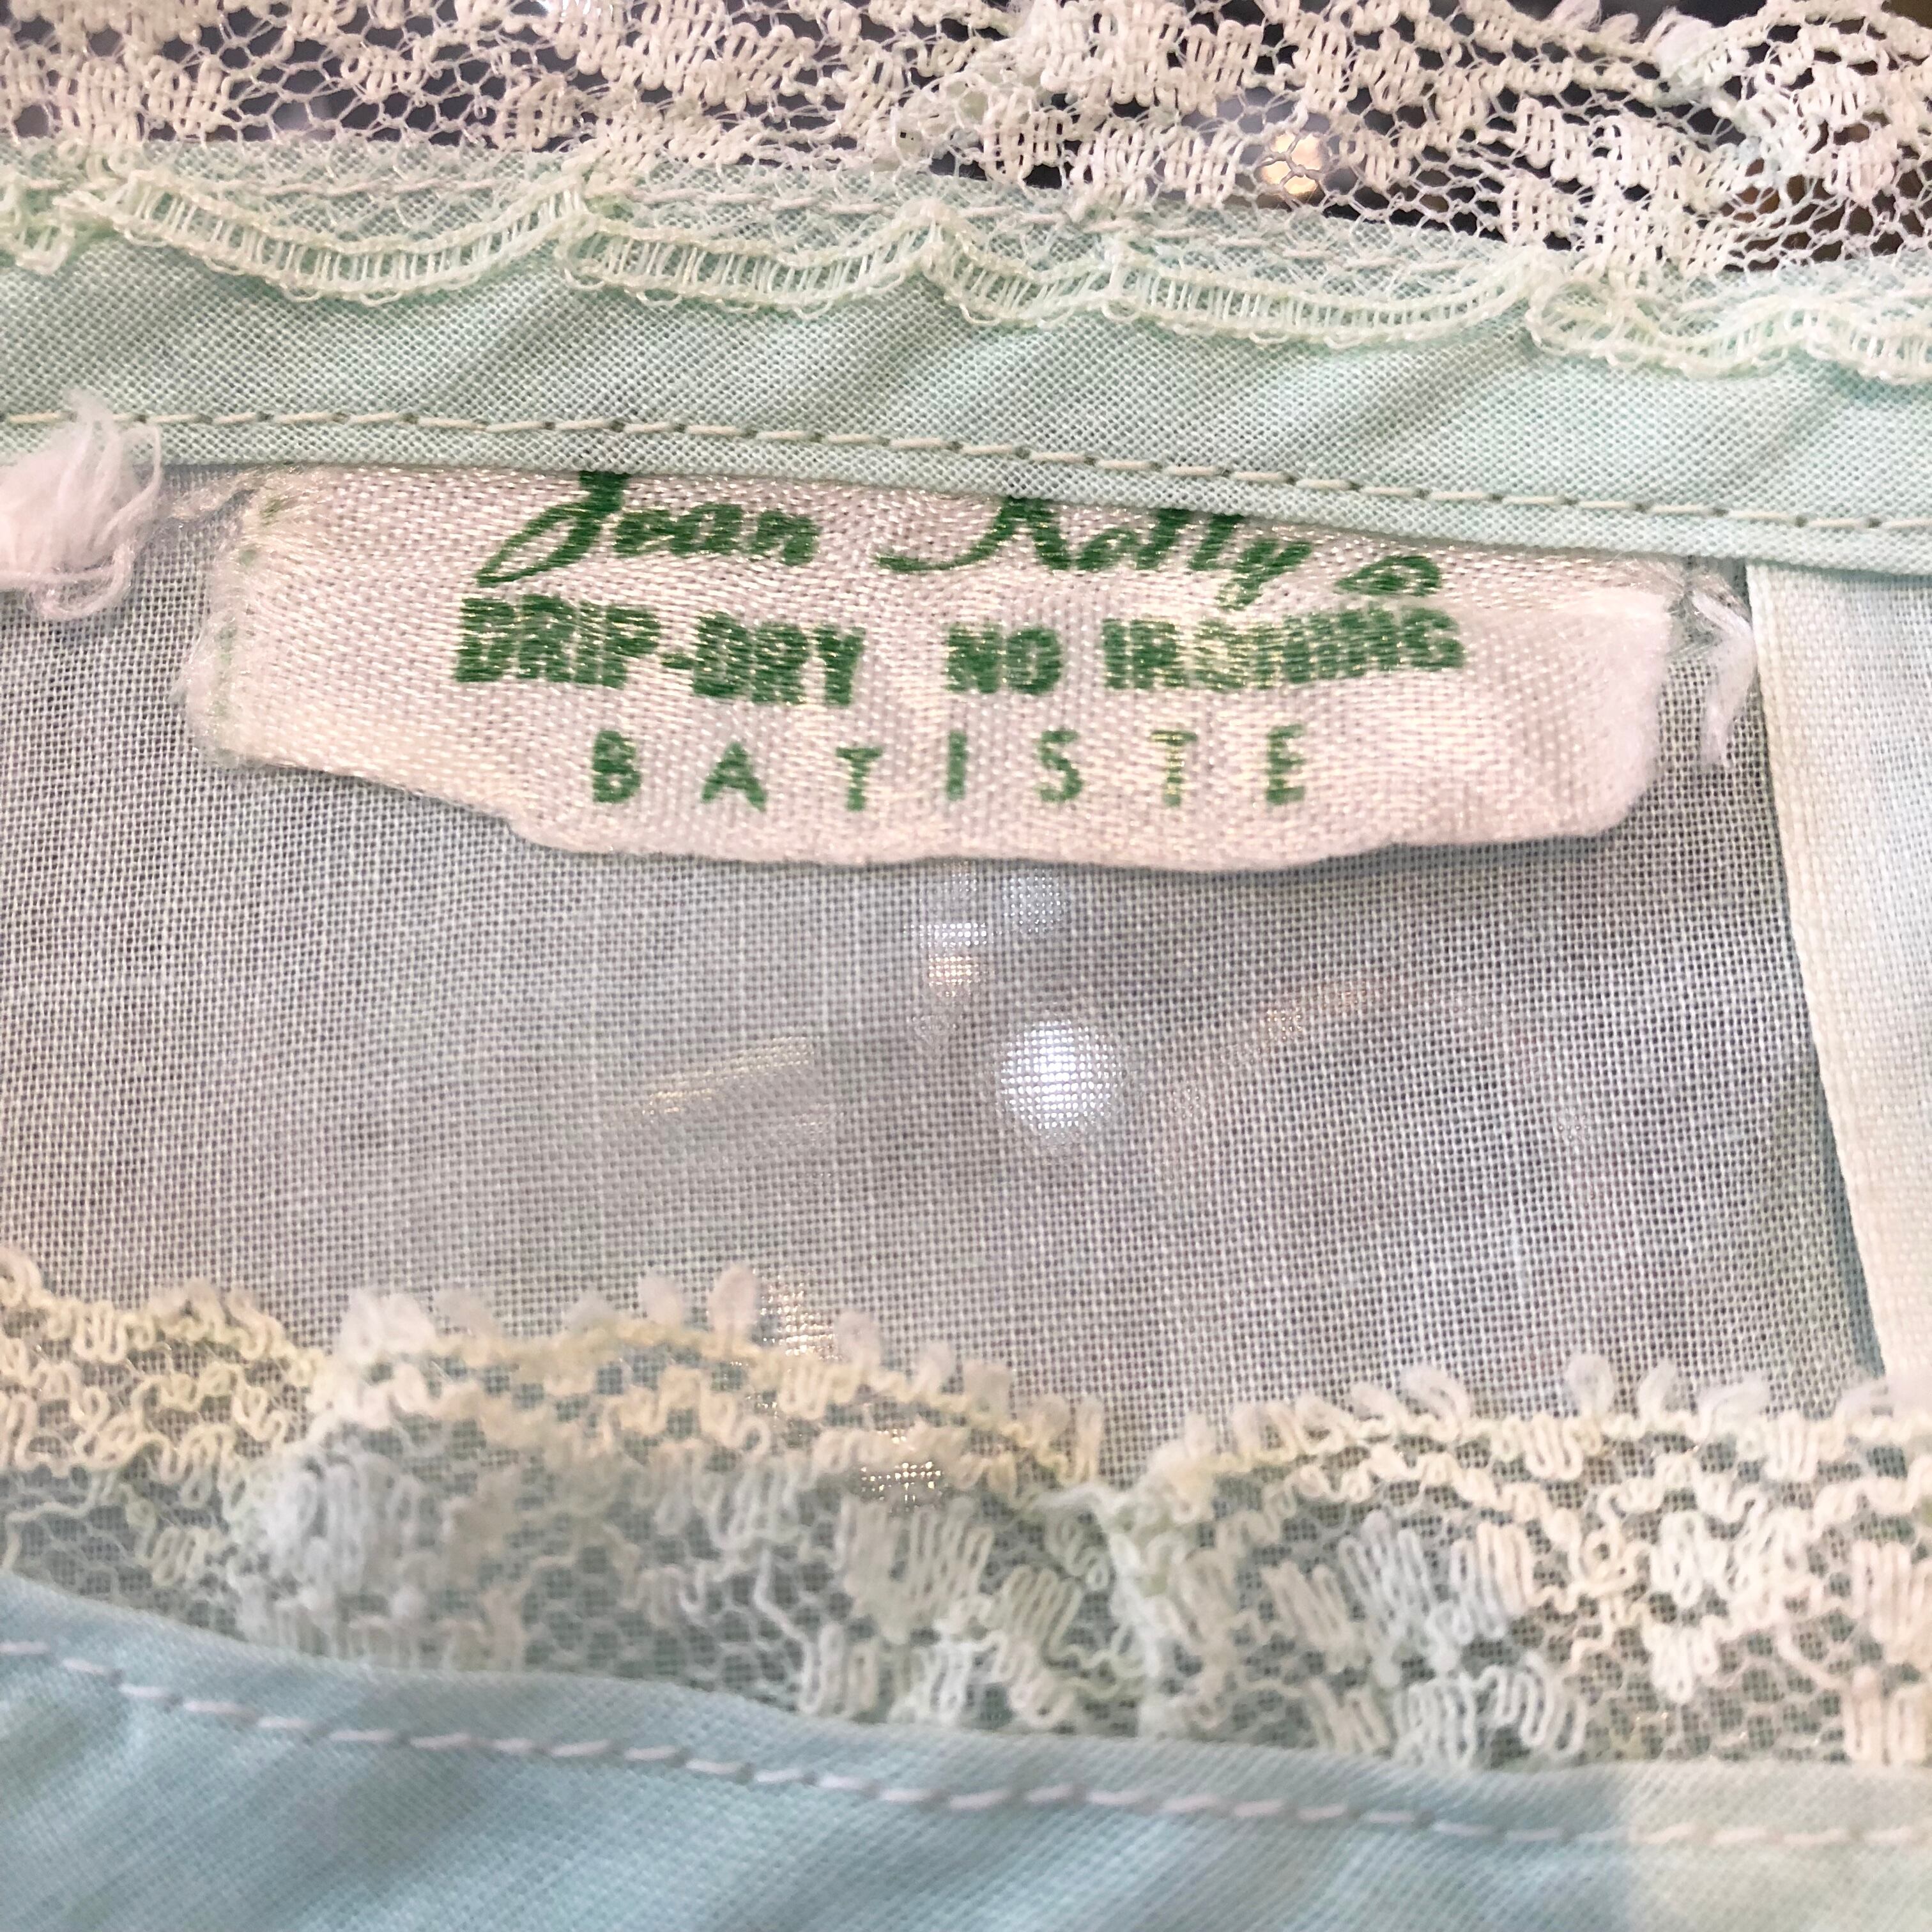 Joan Kelly ®
DRIP-DRY NO IRONING
BATISTE